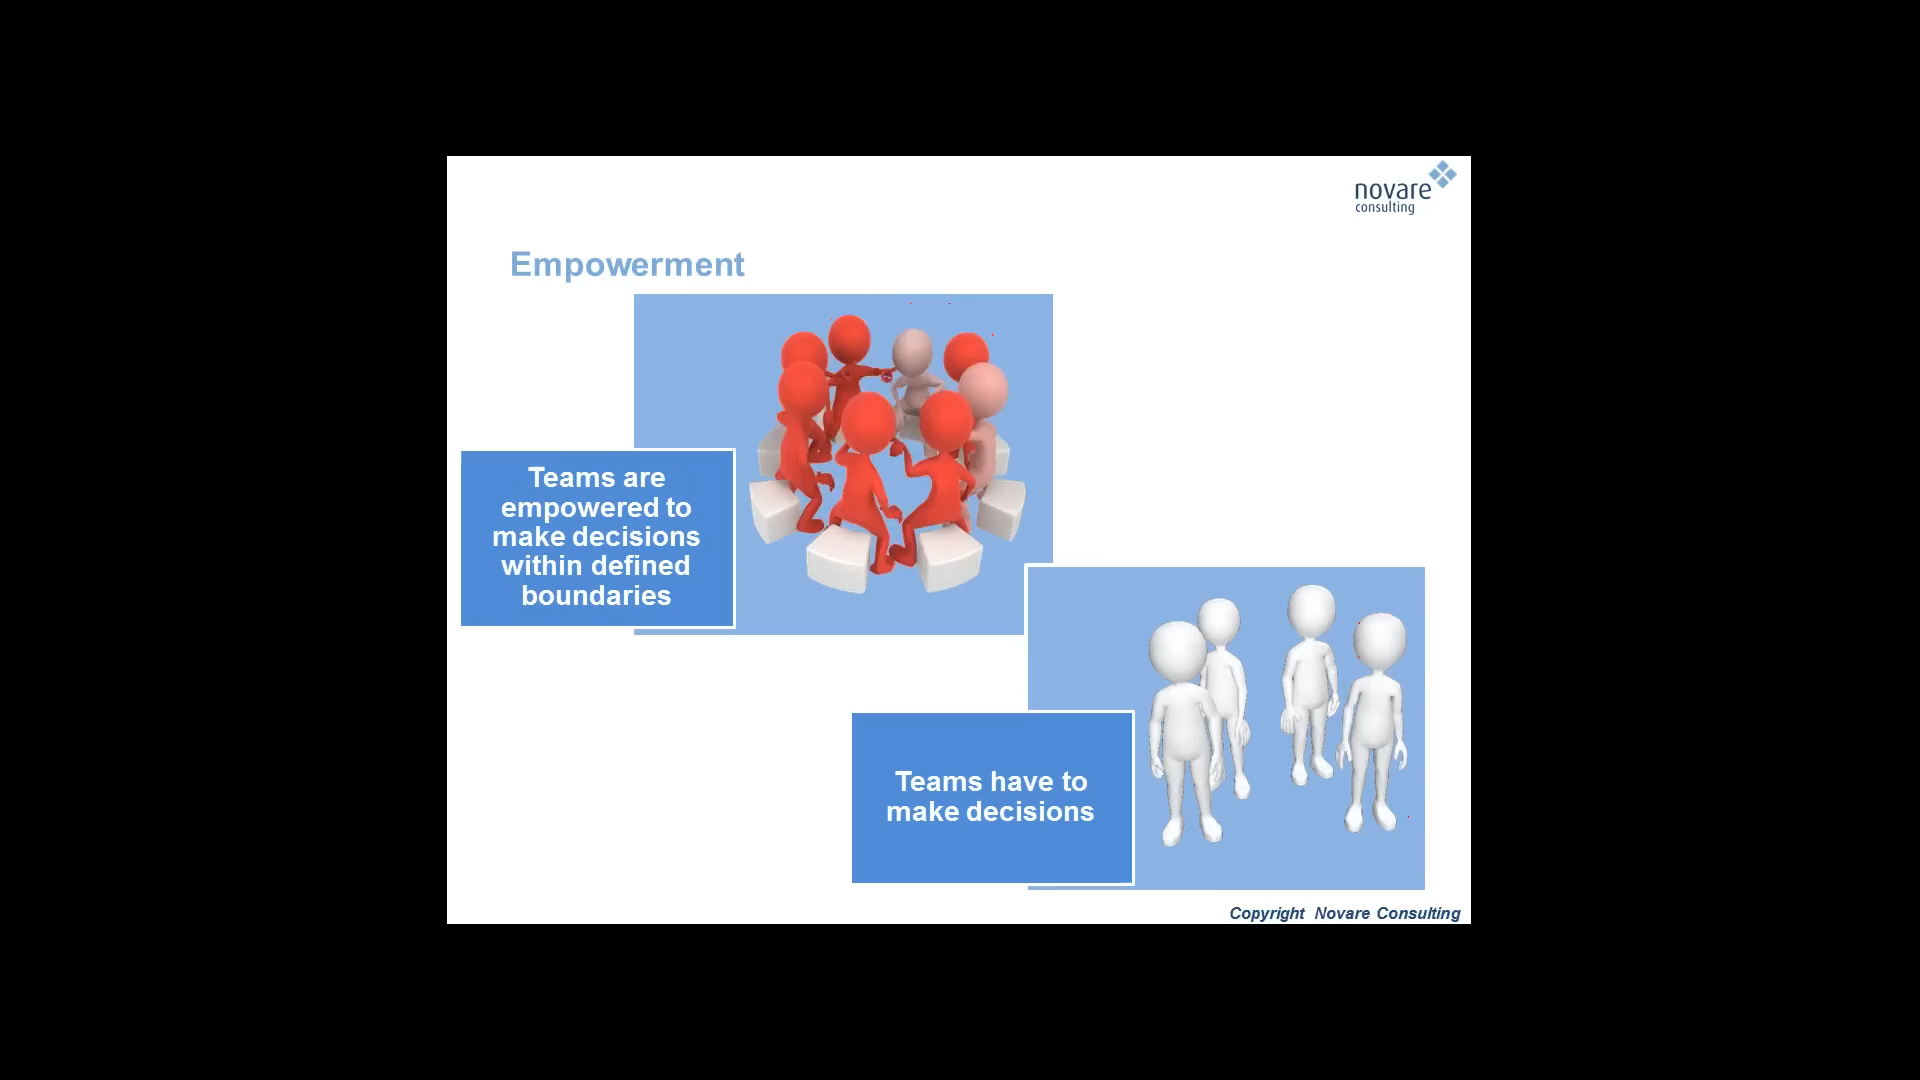 novare
consulting
Empowerment
Teams are
empowered to
make decisions
within defined
boundaries
Teams have to
make decisions
Copyright Novare Consulting